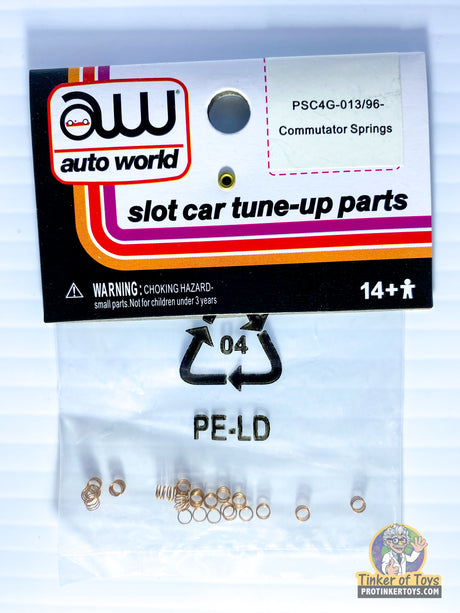 aw
auto world
PSC4G-013/96-
Commutator Springs
slot car tune-up parts
WARNING: CHOKING HAZARD-
small parts. Not for children under 3 years
14+
04
PE-LD
Tinker of Toys
PROTINKERTOYS.COM